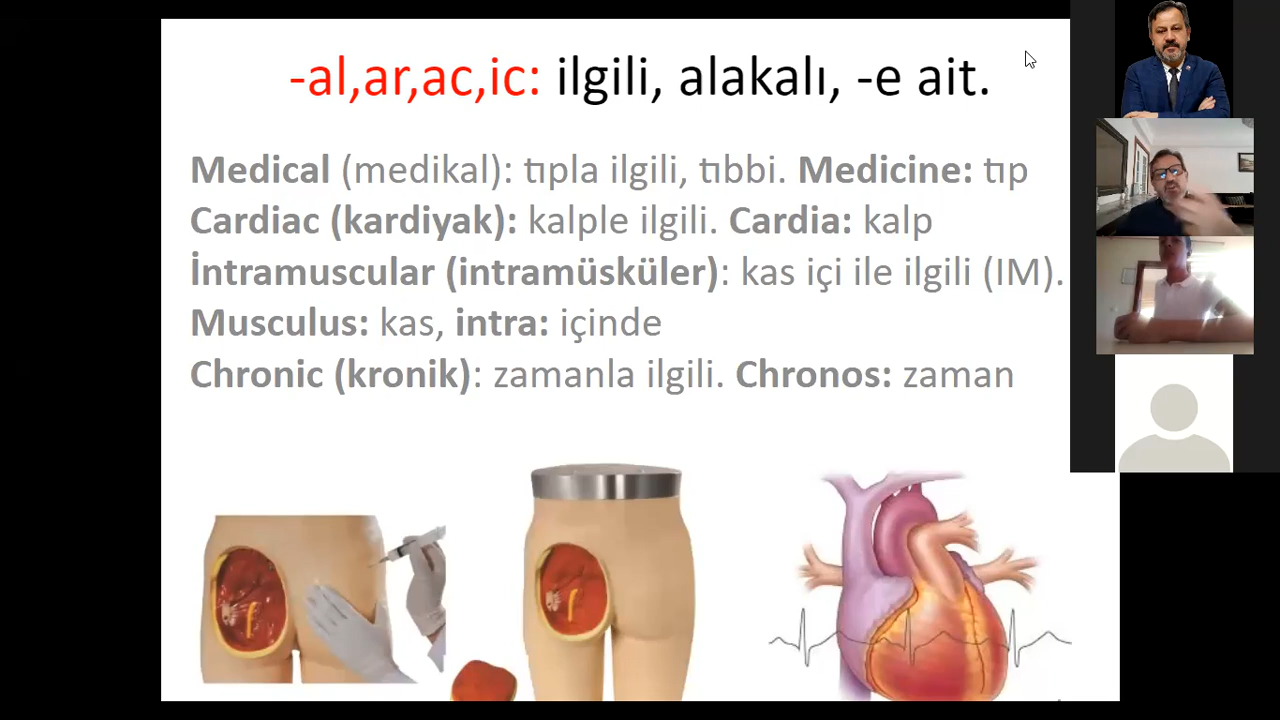 -al,ar,ac,ic: ilgili, alakalı, -e ait.
Medical (medikal): tıpla ilgili, tıbbi. Medicine: tıp
Cardiac (kardiyak): kalple ilgili. Cardia: kalp
İntramuscular (intramüsküler): kas içi ile ilgili (IM).
Musculus: kas, intra: içinde
Chronic (kronik): zamanla ilgili. Chronos: zaman